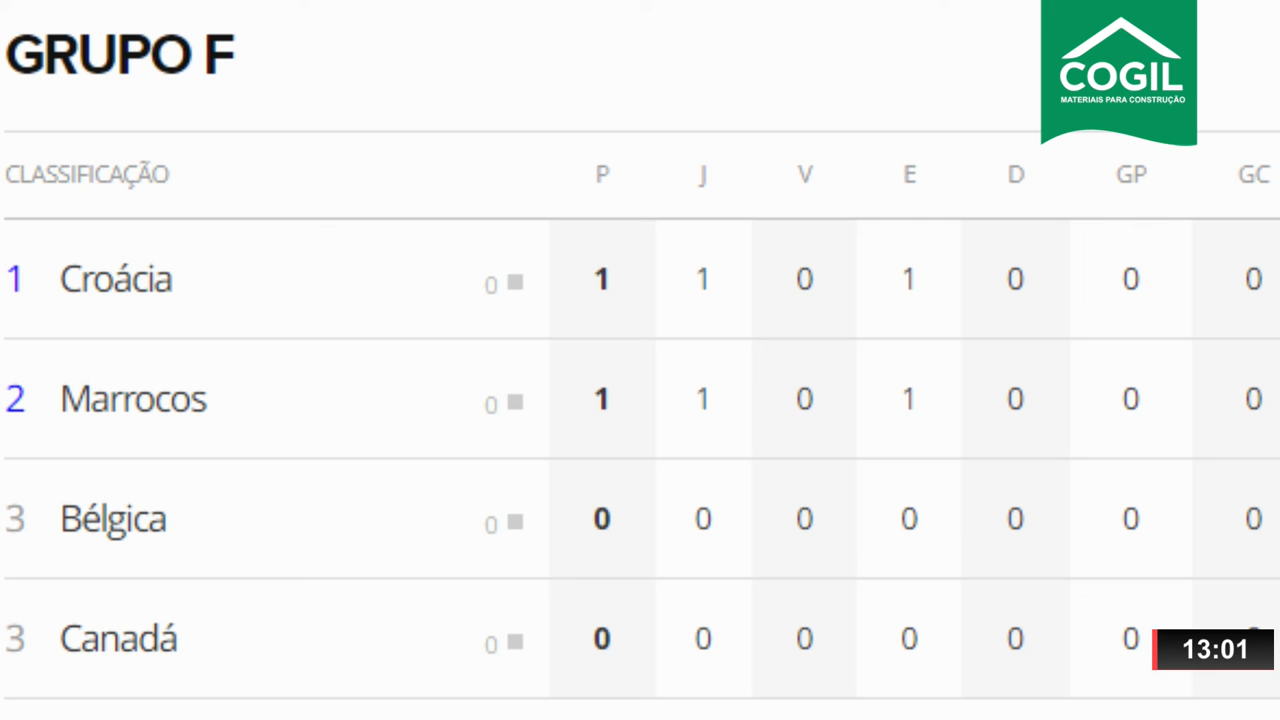 GRUPO F
COGIL
MATERIAIS PARA CONSTRUÇÃO
CLASSIFICAÇÃO P J V E D GP GC
1 Croácia 0 1 1 0 1 0 0 0
2 Marrocos 0 1 1 0 1 0 0 0
3 Bélgica 0 0 0 0 0 0 0 0
3 Canadá 0 0 0 0 0 0 0
13:01